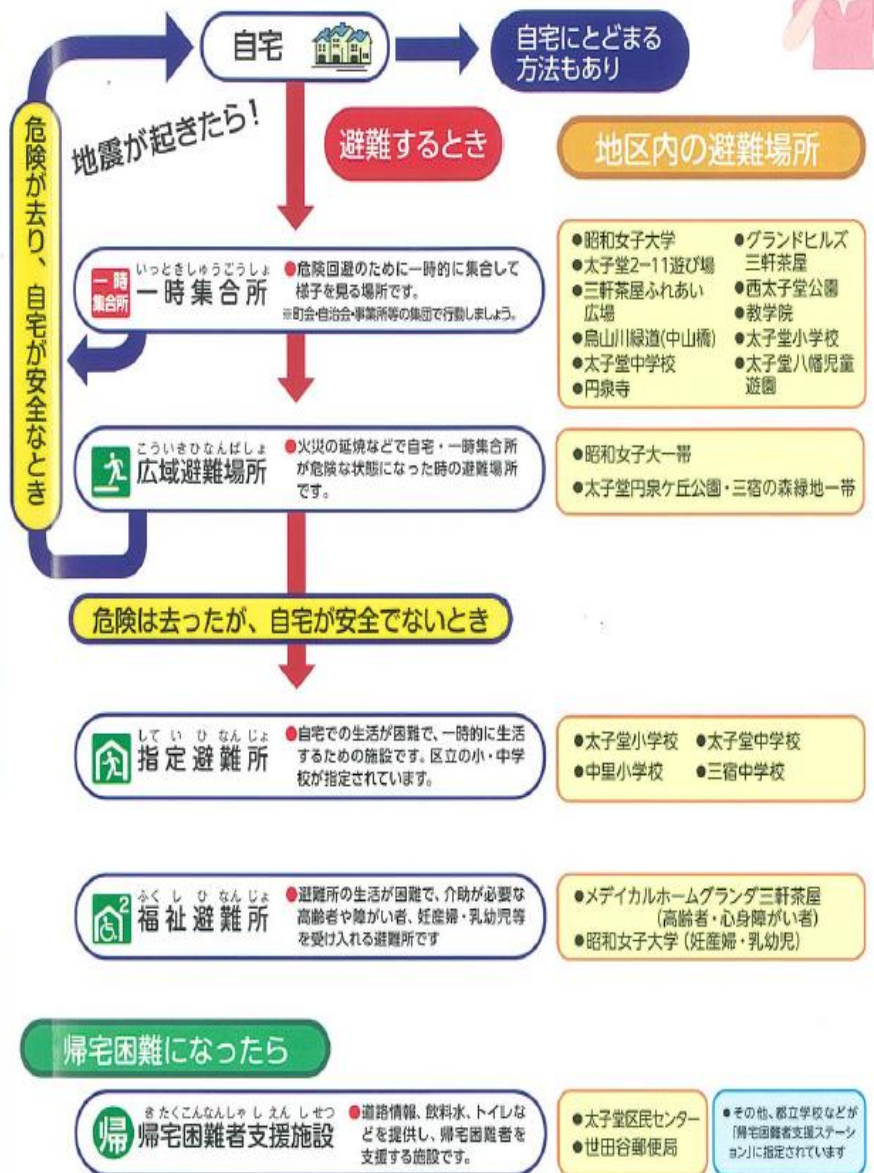 自宅
自宅にとどまる
方法もあり
地震が起きたら!
避難するとき
地区内の避難場所
危険が去り、自宅が安全なとき
一時
集合所
いっときしゅうごうしょ
一時集合所
●危険回避のために一時的に集合して
様子を見る場所です。
※町会・自治会・事業所等の集団で行動しましょう。
●昭和女子大学
●太子堂2-11遊び場
●三軒茶屋ふれあい
広場
●烏山川緑道(中山橋)
●太子堂中学校
●円泉寺
●グランドヒルズ
三軒茶屋
●西太子堂公園
●教学院
●太子堂小学校
●太子堂八幡児童
遊園
こういきひなんばしょ
広域避難場所
●火災の延焼などで自宅・一時集合所
が危険な状態になった時の避難場所
です。
●昭和女子大一帯
●太子堂円泉ケ丘公園・三宿の森緑地一帯
危険は去ったが、自宅が安全でないとき
していひなんじょ
指定避難所
●自宅での生活が困難で、一時的に生活
するための施設です。区立の小・中学
校が指定されています。
●太子堂小学校 ●太子堂中学校
●中里小学校 ●三宿中学校
2
ふくしひなんじょ
福祉避難所
●避難所の生活が困難で、介助が必要な
高齢者や障がい者、妊産婦・乳幼児等
を受け入れる避難所です
●メデイカルホームグランダ三軒茶屋
(高齢者・心身障がい者)
●昭和女子大学(妊産婦・乳幼児)
帰宅困難になったら
帰
きたくこんなんしゃしえんしせつ
帰宅困難者支援施設
●道路情報、飲料水、トイレな
どを提供し、帰宅困難者を
支援する施設です。
●太子堂区民センター
●世田谷郵便局
●その他、都立学校などが
「帰宅困難者支援ステーシ
ョン」に指定されています